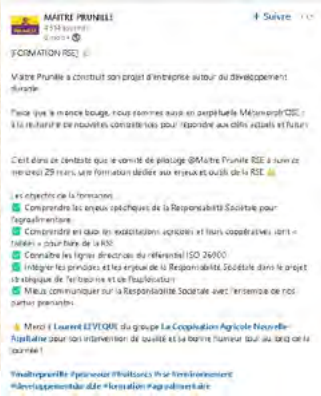 MAITRE PRUNILLE
+ Suivre
[FORMATION RSE]
Maitre Prunille a construit son projet d'entreprise autour du développement
durable
Parce que le monde bouge, nous sommes aussi en perpétuelle
à la recherche de nouvelles compétences pour répondre aux défis actuels et futurs
C'est dans ce contexte que le comité de pilotage @Maitre Prunille RSE a suivi ce
mercredi 29 mars, une formation dédiée aux enjeux et outils de la RSE
Les objectifs de la formation
Comprendre les enjeux spécifiques de la Responsabilité Sociétale pour
l'agroalimentaire
Comprendre en quoi les exploitations agricoles et leurs coopératives sont «
taillées » pour faire de la RSE
Connaître les lignes directrices du référentiel ISO 26000
Intégrer les principes et les enjeux de la Responsabilité Sociétale dans le projet
stratégique de l'entreprise et de l'exploitation
Mieux communiquer sur la Responsabilité Sociétale avec l'ensemble de nos
parties prenantes
Merci à Laurent LEVEQUE du groupe La Coopération Agricole Nouvelle-
Aquitaine pour son intervention de qualité et sa bonne humeur tout au long de la
journée !
#maitreprunille #pruneaux #fruitssecs #rse #environnement
#developpementdurable #formation #agroalimentaire